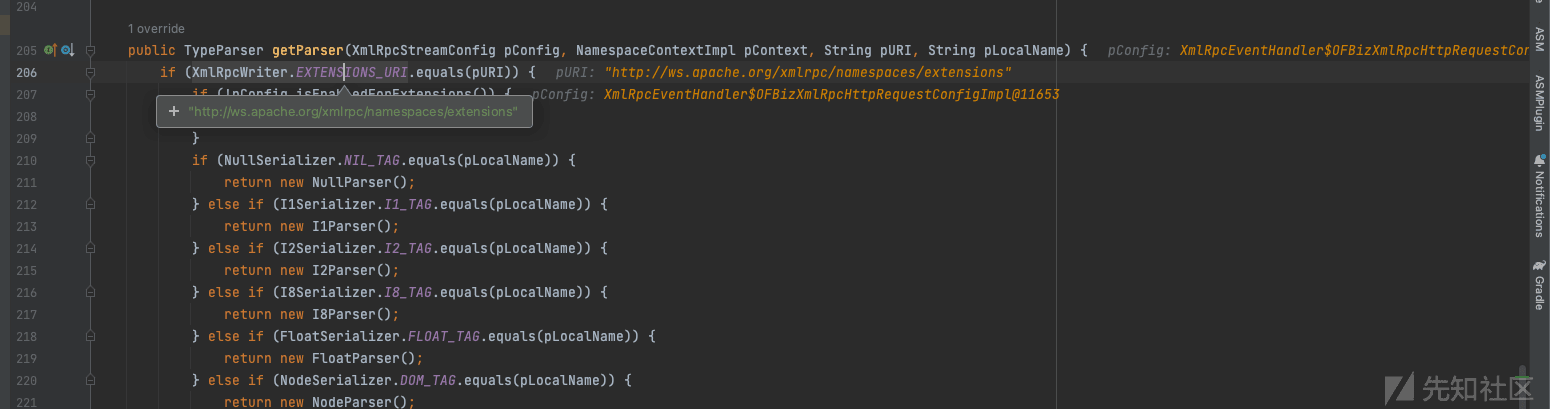 204
1 override
205 public TypeParser getParser(XmlRpcStreamConfig pConfig, NamespaceContextImpl pContext, String pURI, String pLocalName) { pConfig: XmlRpcEventHandler$OFBizXmlRpcHttpRequestCon
206 if (XmlRpcWriter.EXTENSIONS_URI.equals(pURI)) { pURI: "http://ws.apache.org/xmlrpc/namespaces/extensions"
207 if (!pConfig.isEnabledForExtensions()) { pConfig: XmlRpcEventHandler$OFBizXmlRpcHttpRequestConfigImpl@11653
+ "http://ws.apache.org/xmlrpc/namespaces/extensions"
208
209 }
210 if (NullSerializer.NIL_TAG.equals(pLocalName)) {
211 return new NullParser();
212 } else if (I1Serializer.I1_TAG.equals(pLocalName)) {
213 return new I1Parser();
214 } else if (I2Serializer.I2_TAG.equals(pLocalName)) {
215 return new I2Parser();
216 } else if (I8Serializer.I8_TAG.equals(pLocalName)) {
217 return new I8Parser();
218 } else if (FloatSerializer.FLOAT_TAG.equals(pLocalName)) {
219 return new FloatParser();
220 } else if (NodeSerializer.DOM_TAG.equals(pLocalName)) {
221 return new NodeParser();
ASM
ASMPlugin
Notifications
Gradle
先知社区